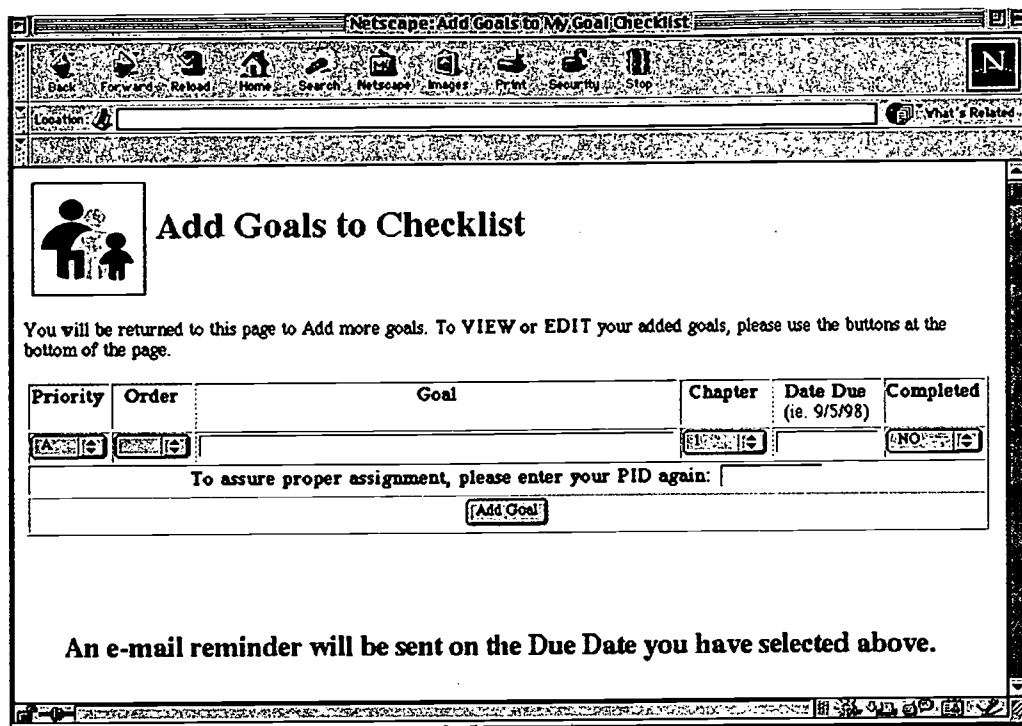 Netscape: Add Goals to My Goal Checklist
Back Forward Reload Home Search Netscape Images Print Security Stop
N
Location: What's Related
Add Goals to Checklist
You will be returned to this page to Add more goals. To VIEW or EDIT your added goals, please use the buttons at the
bottom of the page.
Priority Order Goal Chapter Date Due Completed
(ie. 9/5/98)
A 1 NO
To assure proper assignment, please enter your PID again:
Add Goal
An e-mail reminder will be sent on the Due Date you have selected above.